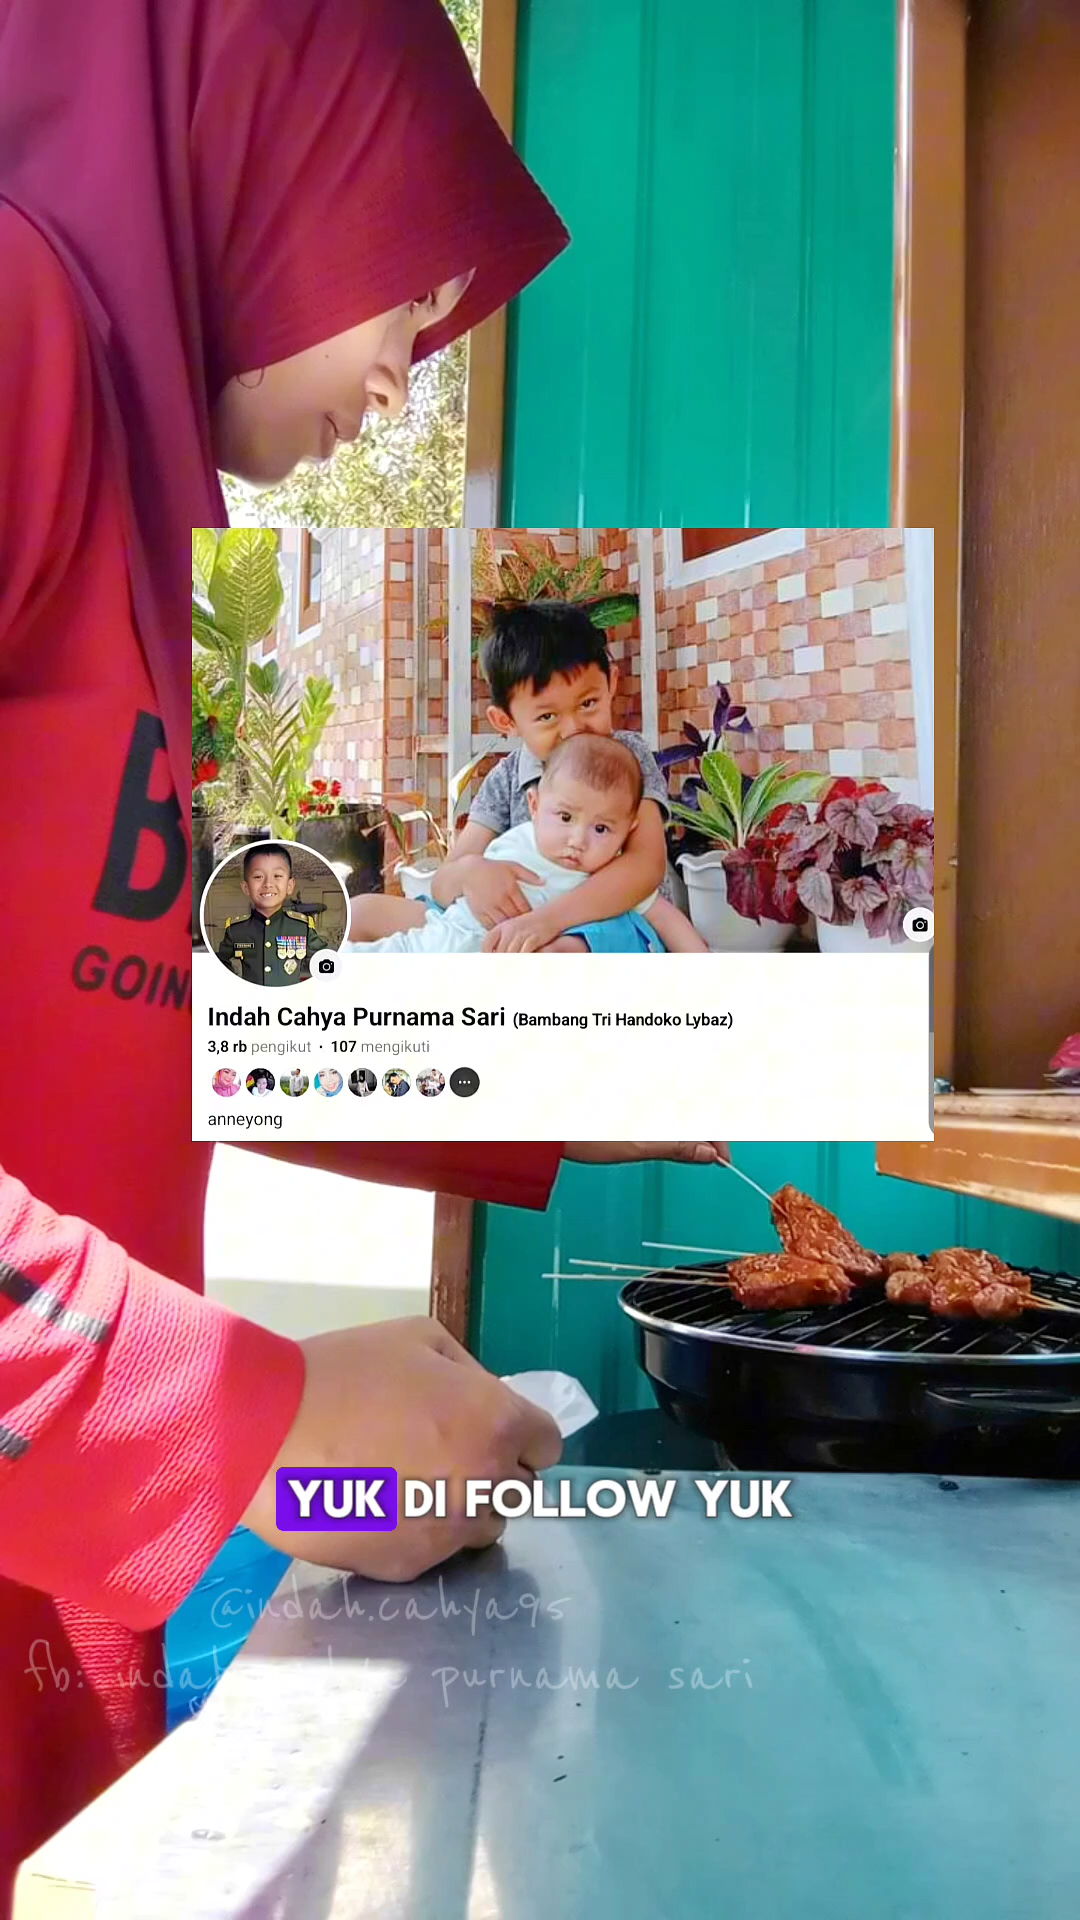 B
GOIN
Indah Cahya Purnama Sari (Bambang Tri Handoko Lybaz)
3,8 rb pengikut · 107 mengikuti
anneyong
YUK DI FOLLOW YUK
@indah.cahya95
fb: indah purnama sari